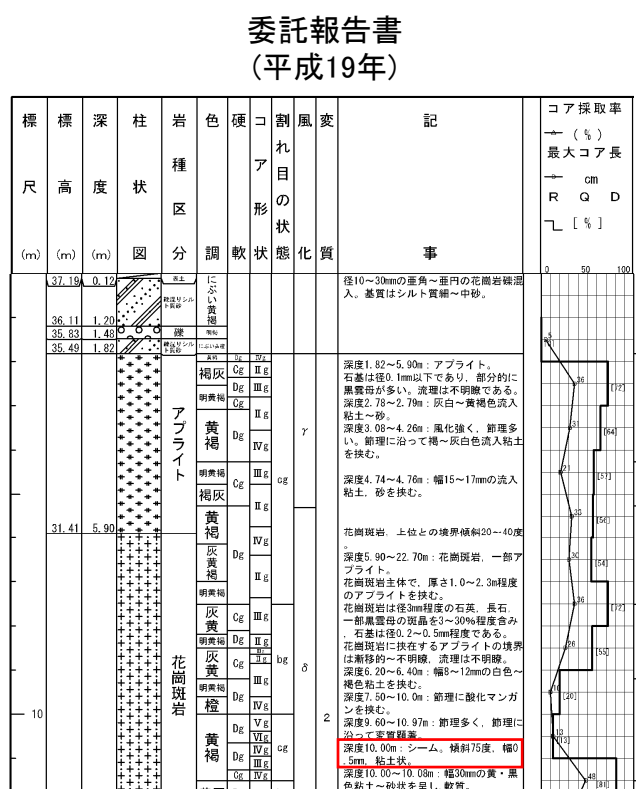 委託報告書
(平成19年)
標尺(m)
標高(m)
深度(m)
柱状図
岩種区分
色調
硬軟
コア形状
割れ目の状態
風化
変質
記事
コア採取率
(%)
最大コア長
cm
R Q D
[%]
0 50 100
37.19 0.12 表土
にぶい黄褐
径10～30mmの亜角～亜円の花崗岩礫混
入。基質はシルト質細～中砂。
36.11 1.20
35.83 1.48 礫 明褐
35.49 1.82
深度1.82～5.90m：アプライト。
石基は径0.1mm以下であり、部分的に
黒雲母が多い。流理は不明瞭である。
深度2.78～2.79m：灰白～黄褐色流入
粘土～砂。
深度3.08～4.26m：風化強く、節理多
い。節理に沿って褐～灰白色流入粘土
を挟む。
深度4.74～4.76m：幅15～17mmの流入
粘土、砂を挟む。
アプライト
褐灰
明黄褐
黄褐
明黄褐
褐灰
黄褐
31.41 5.90
花崗斑岩、上位との境界傾斜20～40度
。
深度5.90～22.70m：花崗斑岩、一部ア
プライト。
花崗斑岩主体で、厚さ1.0～2.3m程度
のアプライトを挟む。
花崗斑岩は径3mm程度の石英、長石、
一部黒雲母の斑晶を3～30%程度含み
、石基は径0.2～0.5mm程度である。
花崗斑岩に挟在するアプライトの境界
は漸移的～不明瞭、流理は不明瞭。
深度6.20～6.40m：幅8～12mmの白色～
褐色粘土を挟む。
深度7.50～10.0m：節理に酸化マンガ
ンを挟む。
深度9.60～10.97m：節理多く、節理に
沿って変質顕著。
深度10.00m：シーム。傾斜75度、幅0
.5mm、粘土状。
深度10.00～10.08m：幅30mmの黄・黒
色粘土～砂状を呈し、軟質。
花崗斑岩
灰黄褐
明黄褐
灰黄
明黄褐
灰黄
明黄褐
橙
黄褐
10
Dg Ⅳg
Cg Ⅱg
Dg Ⅲg
Cg
Dg Ⅱg
Ⅳg
Cg Ⅲg
Ⅱg
Dg Ⅳg
Ⅱg
Cg Ⅲg
Dg Ⅱg
Cg Ⅱg
Ⅲg
Dg Ⅳg
Dg Ⅴg
Ⅵg
Dg Ⅳg
Ⅲg
Cg Ⅳg
cg
bg
cg
γ
δ
2
5
36 [72]
31 [64]
21 [57]
33 [56]
30 [54]
36 [72]
26 [55]
10 [20]
13 [13]
48 [81]